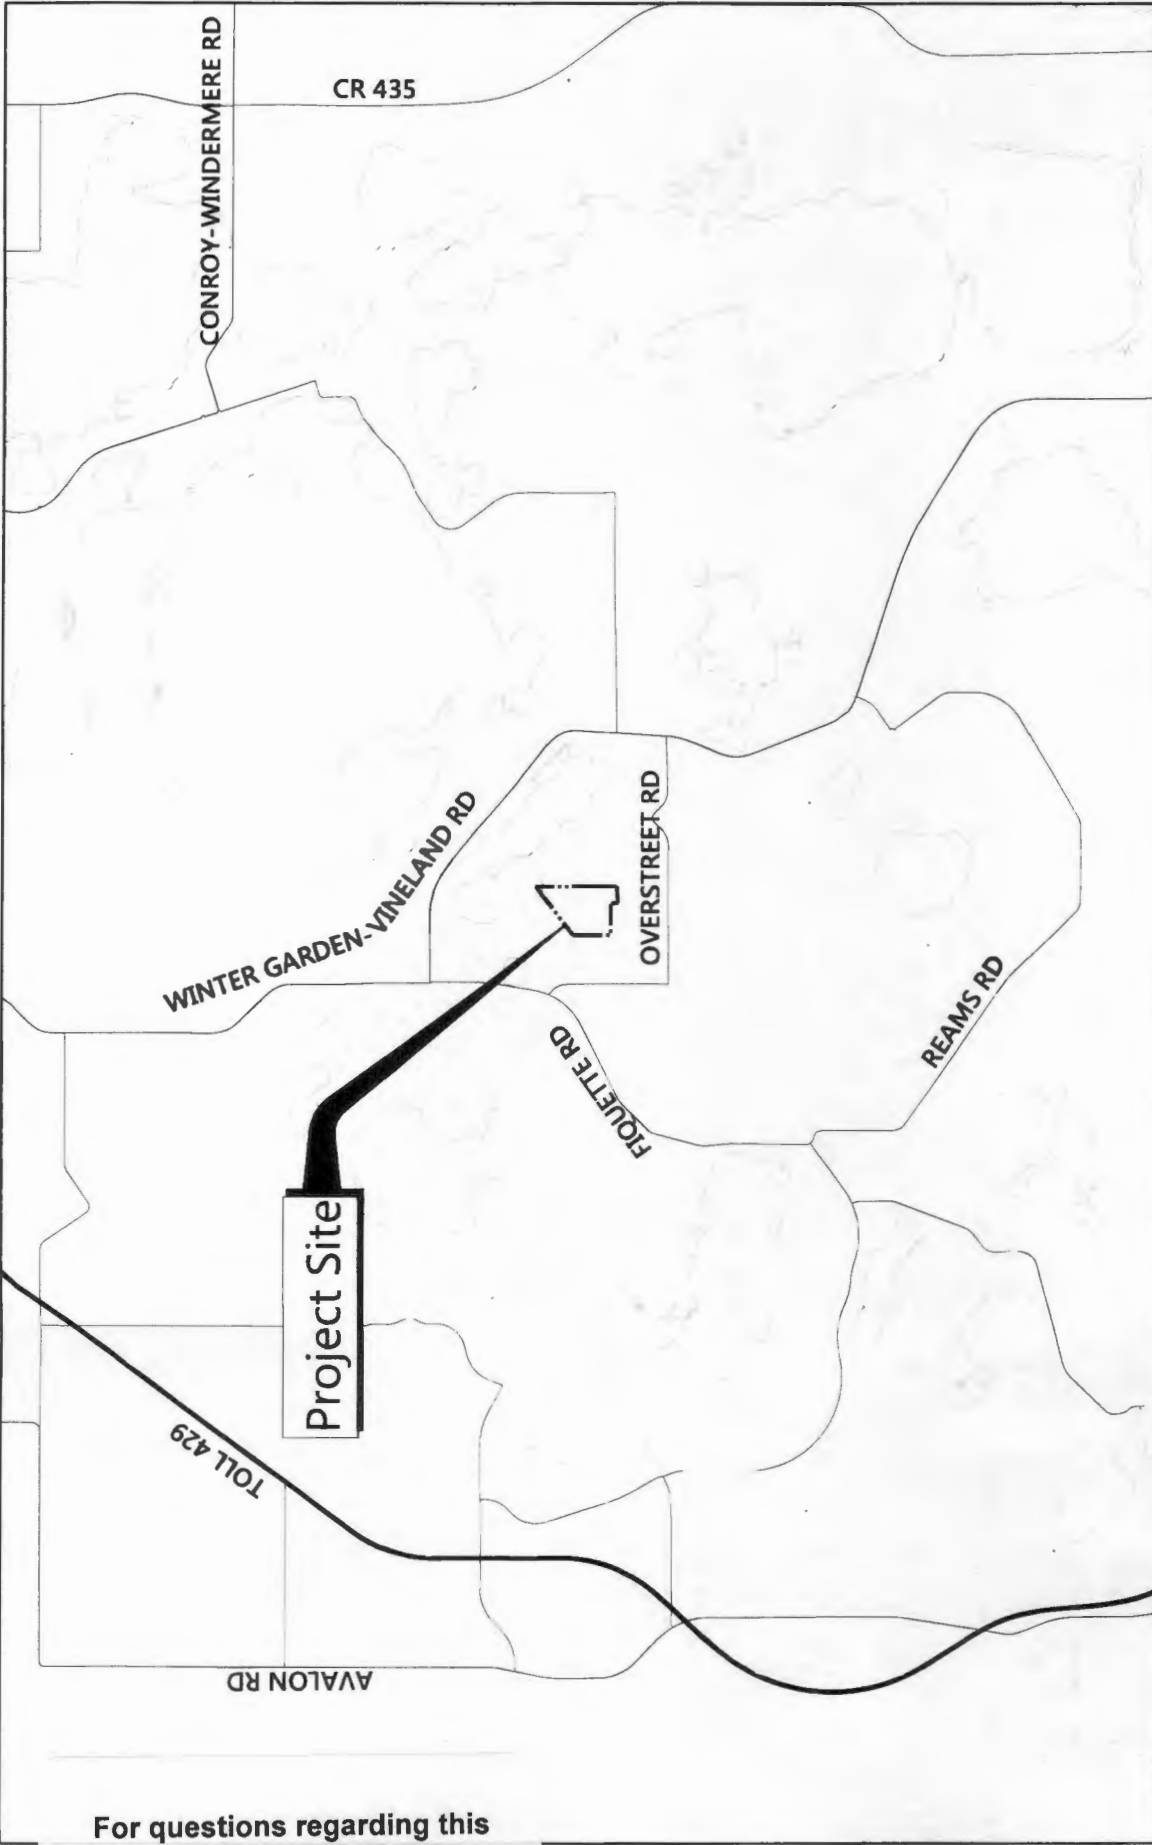 CONROY-WINDERMERE RD
CR 435
WINTER GARDEN-VINELAND RD
OVERSTREET RD
FIQUETTE RD
REAMS RD
Project Site
TOLL 429
AVALON RD
For questions regarding this